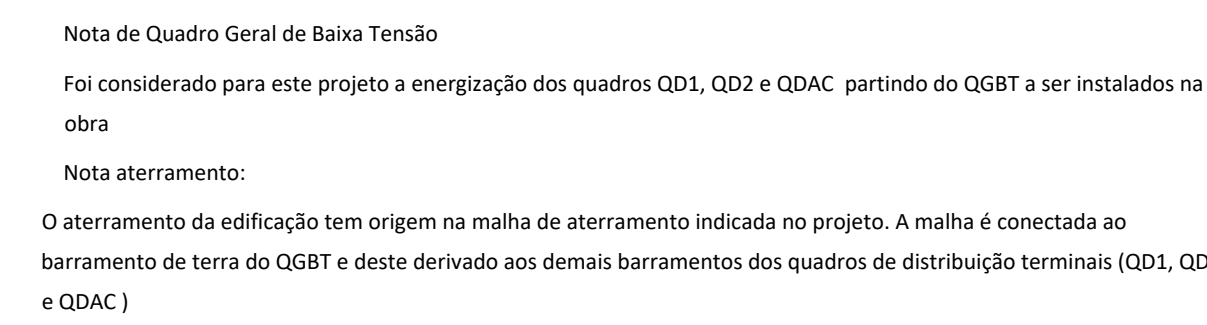 Nota de Quadro Geral de Baixa Tensão
Foi considerado para este projeto a energização dos quadros QD1, QD2 e QDAC partindo do QGBT a ser instalados na
obra
Nota aterramento:
O aterramento da edificação tem origem na malha de aterramento indicada no projeto. A malha é conectada ao
barramento de terra do QGBT e deste derivado aos demais barramentos dos quadros de distribuição terminais (QD1,
e QDAC )